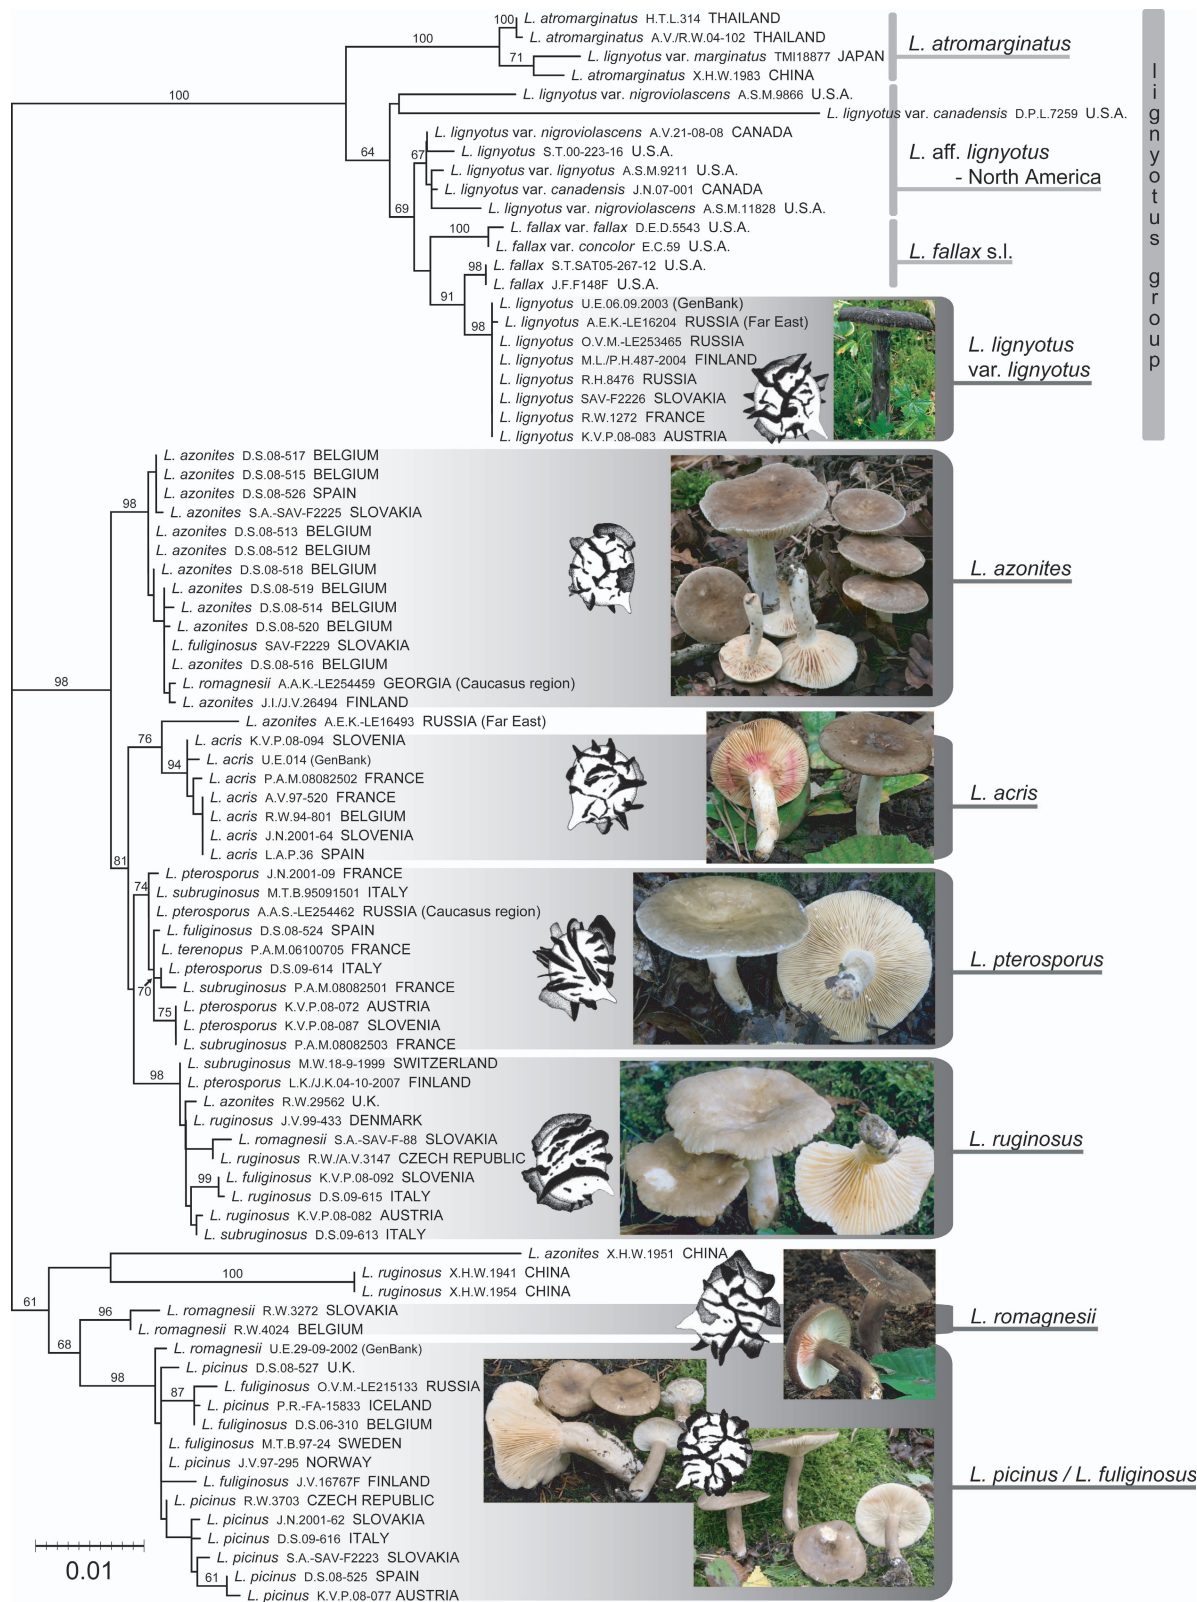 L. atromarginatus H.T.L.314 THAILAND
L. atromarginatus A.V./R.W.04-102 THAILAND
L. lignyotus var. marginatus TMI18877 JAPAN
L. atromarginatus X.H.W.1983 CHINA
L. atromarginatus
L. lignyotus var. nigroviolascens A.S.M.9866 U.S.A.
L. lignyotus var. canadensis D.P.L.7259 U.S.A.
L. lignyotus var. nigroviolascens A.V.21-08-08 CANADA
L. lignyotus S.T.00-223-16 U.S.A.
L. lignyotus var. lignyotus A.S.M.9211 U.S.A.
L. lignyotus var. canadensis J.N.07-001 CANADA
L. lignyotus var. nigroviolascens A.S.M.11828 U.S.A.
L. aff. lignyotus
- North America
L. fallax var. fallax D.E.D.5543 U.S.A.
L. fallax var. concolor E.C.59 U.S.A.
L. fallax S.T.SAT05-267-12 U.S.A.
L. fallax J.F.F148F U.S.A.
L. fallax s.l.
L. lignyotus U.E.06.09.2003 (GenBank)
L. lignyotus A.E.K.-LE16204 RUSSIA (Far East)
L. lignyotus O.V.M.-LE253465 RUSSIA
L. lignyotus M.L./P.H.487-2004 FINLAND
L. lignyotus R.H.8476 RUSSIA
L. lignyotus SAV-F2226 SLOVAKIA
L. lignyotus R.W.1272 FRANCE
L. lignyotus K.V.P.08-083 AUSTRIA
L. lignyotus
var. lignyotus
lignyotus group
100
100
100
71
64
67
69
100
98
91
98
L. azonites D.S.08-517 BELGIUM
L. azonites D.S.08-515 BELGIUM
L. azonites D.S.08-526 SPAIN
L. azonites S.A.-SAV-F2225 SLOVAKIA
L. azonites D.S.08-513 BELGIUM
L. azonites D.S.08-512 BELGIUM
L. azonites D.S.08-518 BELGIUM
L. azonites D.S.08-519 BELGIUM
L. azonites D.S.08-514 BELGIUM
L. azonites D.S.08-520 BELGIUM
L. fuliginosus SAV-F2229 SLOVAKIA
L. azonites D.S.08-516 BELGIUM
L. romagnesii A.A.K.-LE254459 GEORGIA (Caucasus region)
L. azonites J.I./J.V.26494 FINLAND
L. azonites
98
98
L. azonites A.E.K.-LE16493 RUSSIA (Far East)
L. acris K.V.P.08-094 SLOVENIA
L. acris U.E.014 (GenBank)
L. acris P.A.M.08082502 FRANCE
L. acris A.V.97-520 FRANCE
L. acris R.W.94-801 BELGIUM
L. acris J.N.2001-64 SLOVENIA
L. acris L.A.P.36 SPAIN
L. acris
76
94
81
L. pterosporus J.N.2001-09 FRANCE
L. subruginosus M.T.B.95091501 ITALY
L. pterosporus A.A.S.-LE254462 RUSSIA (Caucasus region)
L. fuliginosus D.S.08-524 SPAIN
L. terenopus P.A.M.06100705 FRANCE
L. pterosporus D.S.09-614 ITALY
L. subruginosus P.A.M.08082501 FRANCE
L. pterosporus K.V.P.08-072 AUSTRIA
L. pterosporus K.V.P.08-087 SLOVENIA
L. subruginosus P.A.M.08082503 FRANCE
L. pterosporus
74
70
75
L. subruginosus M.W.18-9-1999 SWITZERLAND
L. pterosporus L.K./J.K.04-10-2007 FINLAND
L. azonites R.W.29562 U.K.
L. ruginosus J.V.99-433 DENMARK
L. romagnesii S.A.-SAV-F-88 SLOVAKIA
L. ruginosus R.W./A.V.3147 CZECH REPUBLIC
L. fuliginosus K.V.P.08-092 SLOVENIA
L. ruginosus D.S.09-615 ITALY
L. ruginosus K.V.P.08-082 AUSTRIA
L. subruginosus D.S.09-613 ITALY
L. ruginosus
98
99
L. azonites X.H.W.1951 CHINA
L. ruginosus X.H.W.1941 CHINA
L. ruginosus X.H.W.1954 CHINA
100
61
L. romagnesii R.W.3272 SLOVAKIA
L. romagnesii R.W.4024 BELGIUM
L. romagnesii
96
68
L. romagnesii U.E.29-09-2002 (GenBank)
L. picinus D.S.08-527 U.K.
L. fuliginosus O.V.M.-LE215133 RUSSIA
L. picinus P.R.-FA-15833 ICELAND
L. fuliginosus D.S.06-310 BELGIUM
L. fuliginosus M.T.B.97-24 SWEDEN
L. picinus J.V.97-295 NORWAY
L. fuliginosus J.V.16767F FINLAND
L. picinus R.W.3703 CZECH REPUBLIC
L. picinus J.N.2001-62 SLOVAKIA
L. picinus D.S.09-616 ITALY
L. picinus S.A.-SAV-F2223 SLOVAKIA
L. picinus D.S.08-525 SPAIN
L. picinus K.V.P.08-077 AUSTRIA
L. picinus / L. fuliginosus
98
87
61
0.01